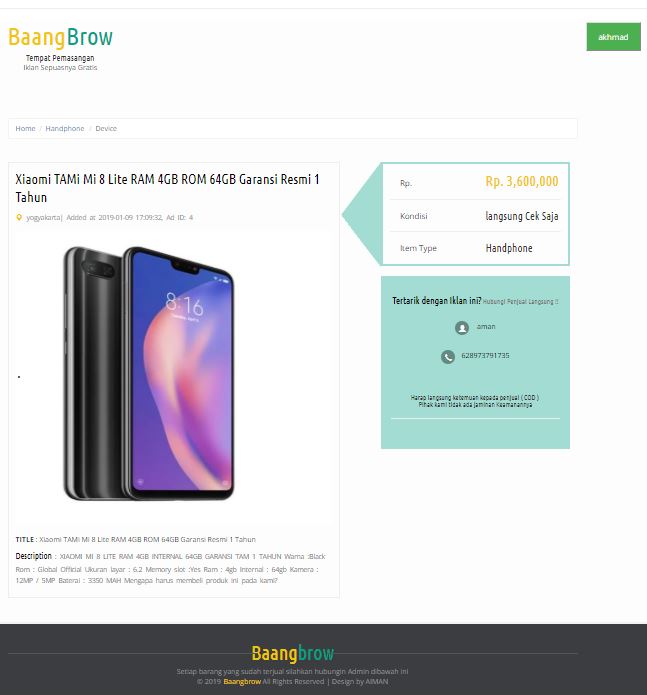 BaangBrow
Tempat Pemasangan
Iklan Sepuasnya Gratis
akhmad
Home / Handphone / Device
Xiaomi TAMi Mi 8 Lite RAM 4GB ROM 64GB Garansi Resmi 1
Tahun
yogyakarta| Added at 2019-01-09 17:09:32, Ad ID: 4
8:16
TITLE : Xiaomi TAMi Mi 8 Lite RAM 4GB ROM 64GB Garansi Resmi 1 Tahun
Description : XIAOMI MI 8 LITE RAM 4GB INTERNAL 64GB GARANSI TAM 1 TAHUN Warna :Black
Rom : Global Official Ukuran layar : 6.2 Memory slot :Yes Ram : 4gb Internal : 64gb Kamera :
12MP / 5MP Baterai : 3350 MAH Mengapa harus membeli produk ini pada kami?
Rp. Rp. 3,600,000
Kondisi langsung Cek Saja
Item Type Handphone
Tertarik dengan Iklan ini? Hubungi Penjual Langsung !!
aman
628973791735
Harap langsung ketemuan kepada penjual ( COD )
Pihak kami tidak ada jaminan Keamanannya
Baangbrow
Setiap barang yang sudah terjual silahkan hubungin Admin dibawah ini
© 2019 Baangbrow All Rights Reserved | Design by AIMAN